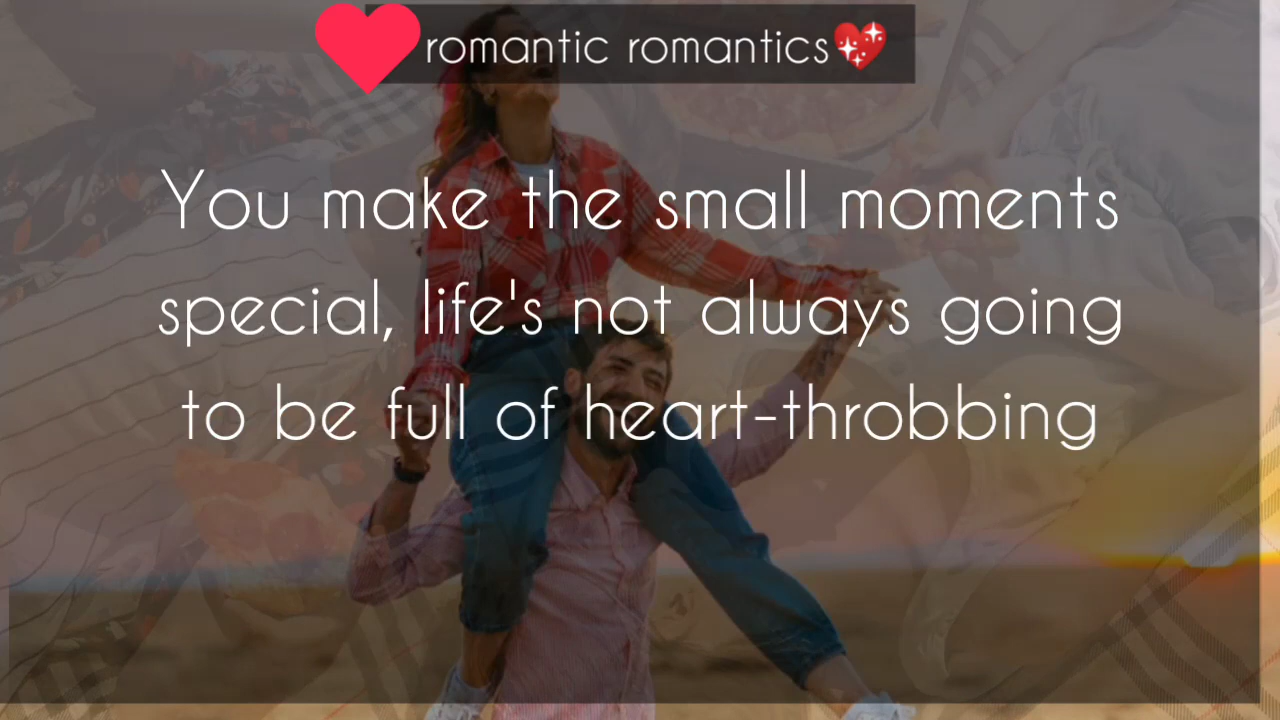 romantic romantics💖
You make the small moments
special, life's not always going
to be full of heart-throbbing